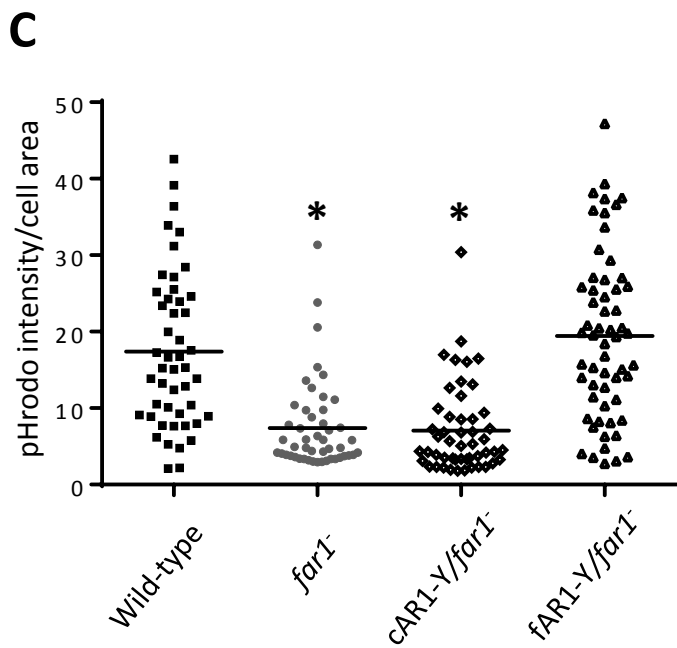 C
pHrodo intensity/cell area
50
40
30
20
10
0
*
*
Wild-type
far1⁻
cAR1-Y/far1⁻
fAR1-Y/far1⁻